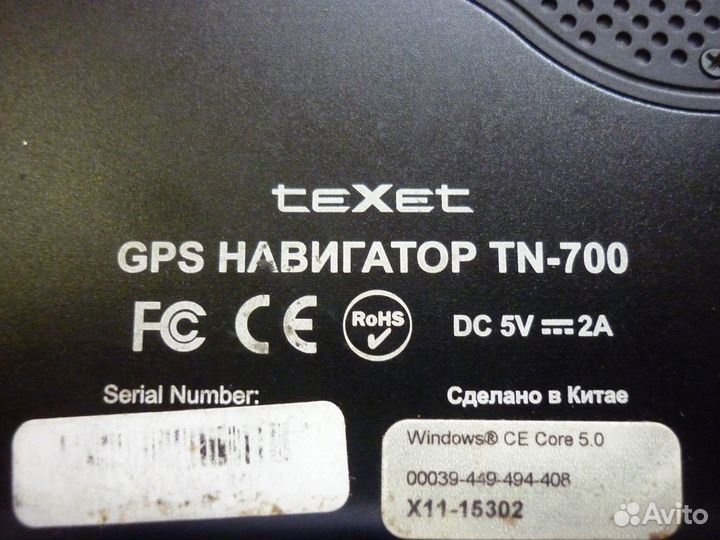 teXet
GPS НАВИГАТОР TN-700
FC CE RoHS DC 5V 2A
Serial Number: Сделано в Китае
Windows® CE Core 5.0
00039-449-494-408
X11-15302
Avito